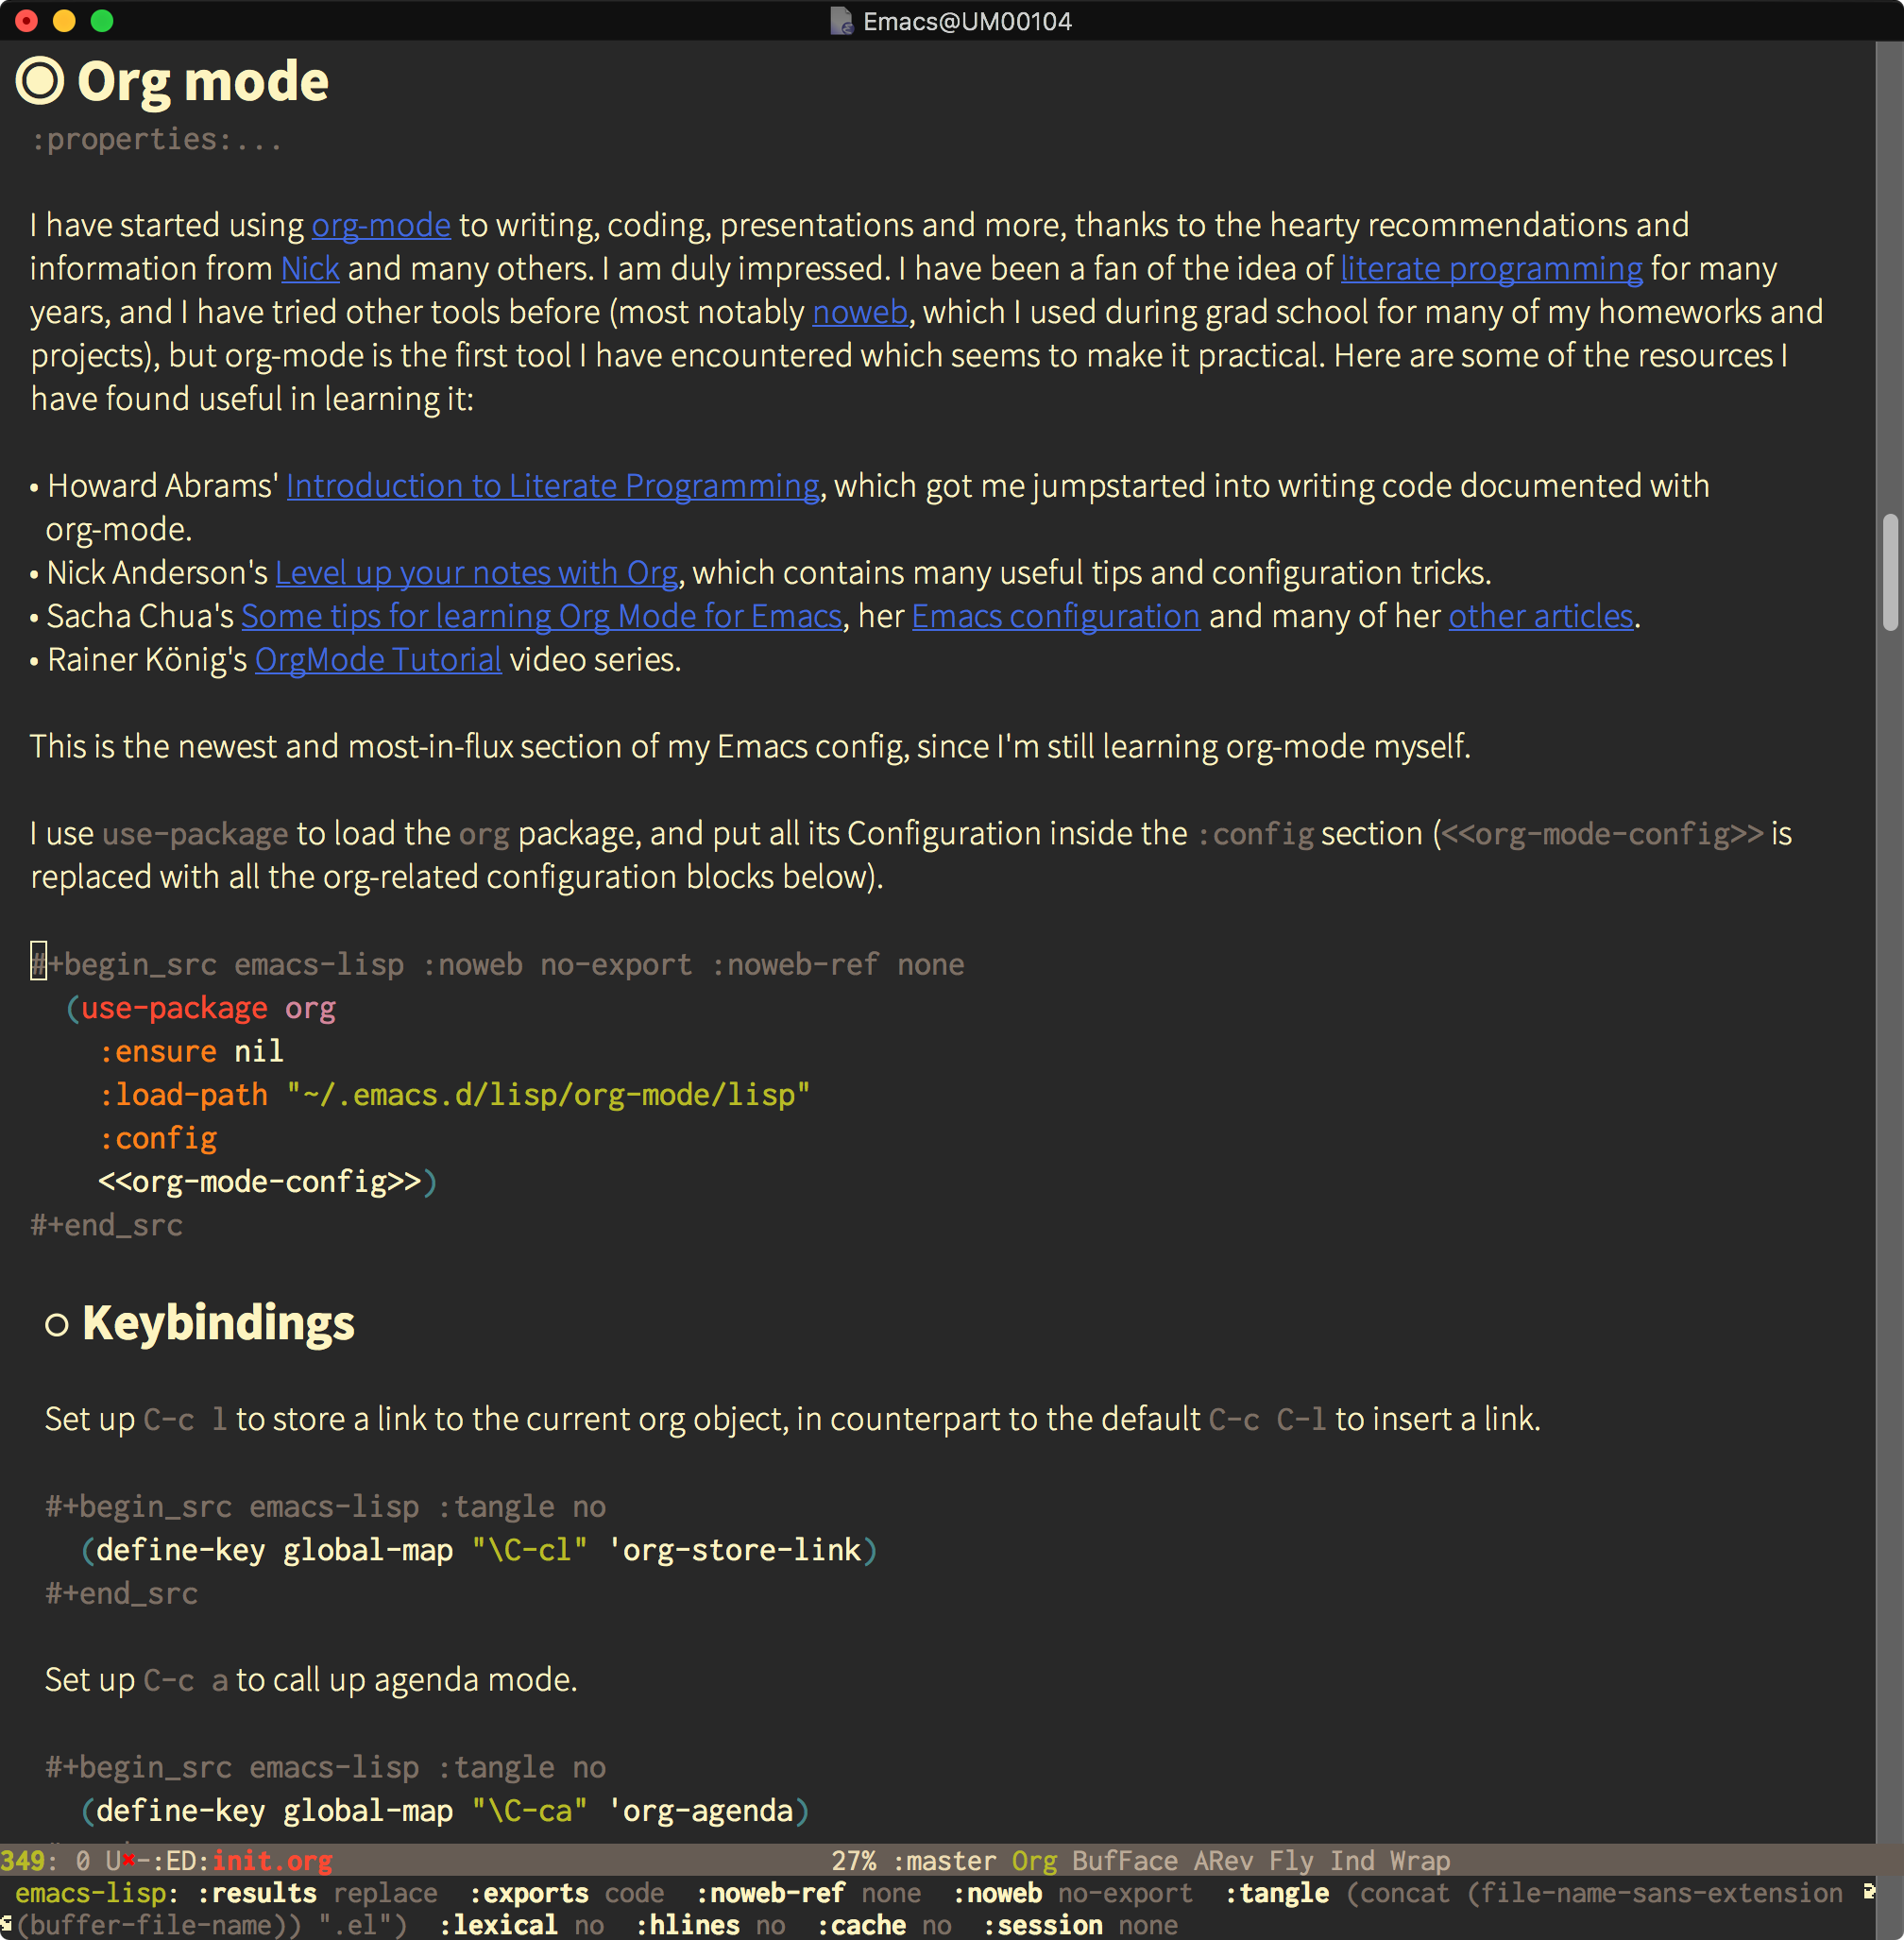 Emacs@UM00104
Org mode
:properties:...
I have started using org-mode to writing, coding, presentations and more, thanks to the hearty recommendations and
information from Nick and many others. I am duly impressed. I have been a fan of the idea of literate programming for many
years, and I have tried other tools before (most notably noweb, which I used during grad school for many of my homeworks and
projects), but org-mode is the first tool I have encountered which seems to make it practical. Here are some of the resources I
have found useful in learning it:
• Howard Abrams' Introduction to Literate Programming, which got me jumpstarted into writing code documented with
org-mode.
• Nick Anderson's Level up your notes with Org, which contains many useful tips and configuration tricks.
• Sacha Chua's Some tips for learning Org Mode for Emacs, her Emacs configuration and many of her other articles.
• Rainer König's OrgMode Tutorial video series.
This is the newest and most-in-flux section of my Emacs config, since I'm still learning org-mode myself.
I use use-package to load the org package, and put all its Configuration inside the :config section (<<org-mode-config>> is
replaced with all the org-related configuration blocks below).
#+begin_src emacs-lisp :noweb no-export :noweb-ref none
(use-package org
:ensure nil
:load-path "~/.emacs.d/lisp/org-mode/lisp"
:config
<<org-mode-config>>)
#+end_src
Keybindings
Set up C-c l to store a link to the current org object, in counterpart to the default C-c C-l to insert a link.
#+begin_src emacs-lisp :tangle no
(define-key global-map "\C-cl" 'org-store-link)
#+end_src
Set up C-c a to call up agenda mode.
#+begin_src emacs-lisp :tangle no
(define-key global-map "\C-ca" 'org-agenda)
349: 0 U✖-:ED:init.org 27% :master Org BufFace ARev Fly Ind Wrap
emacs-lisp: :results replace :exports code :noweb-ref none :noweb no-export :tangle (concat (file-name-sans-extension
(buffer-file-name)) ".el") :lexical no :hlines no :cache no :session none